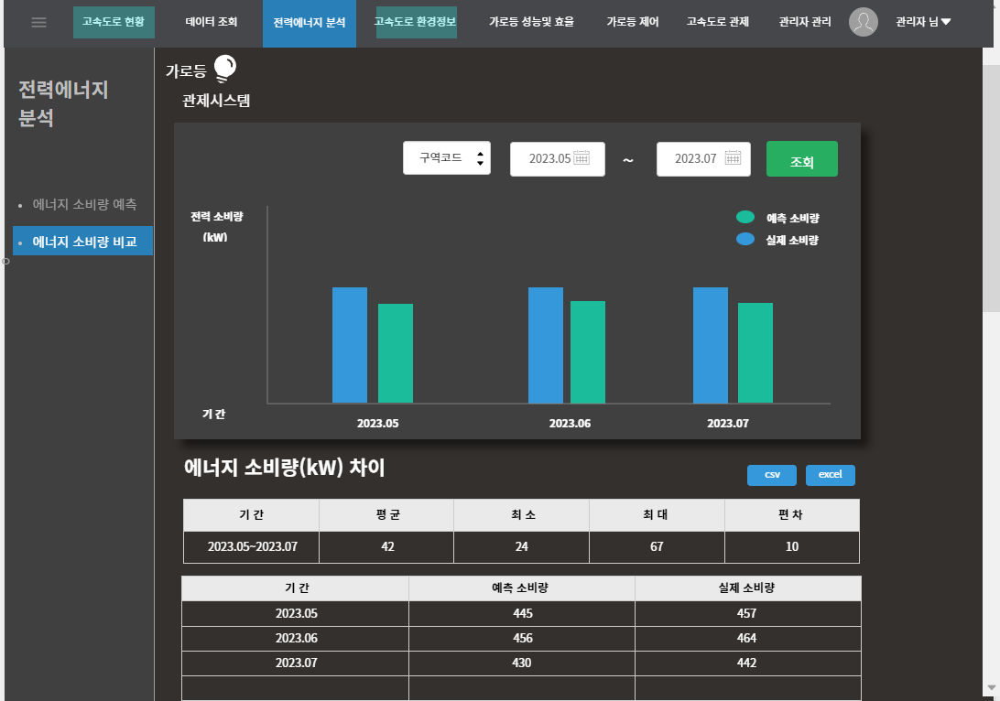 고속도로 현황 데이터 조회 전력에너지 분석 고속도로 환경정보 가로등 성능및 효율 가로등 제어 고속도로 관제 관리자 관리 관리자 님
전력에너지
분석
에너지 소비량 예측
에너지 소비량 비교
가로등
관제시스템
구역코드 2023.05 ~ 2023.07 조회
전력 소비량
(kW)
예측 소비량
실제 소비량
기 간
2023.05 2023.06 2023.07
에너지 소비량(kW) 차이
csv excel
기 간 평 균 최 소 최 대 편 차
2023.05~2023.07 42 24 67 10
기 간 예측 소비량 실제 소비량
2023.05 445 457
2023.06 456 464
2023.07 430 442